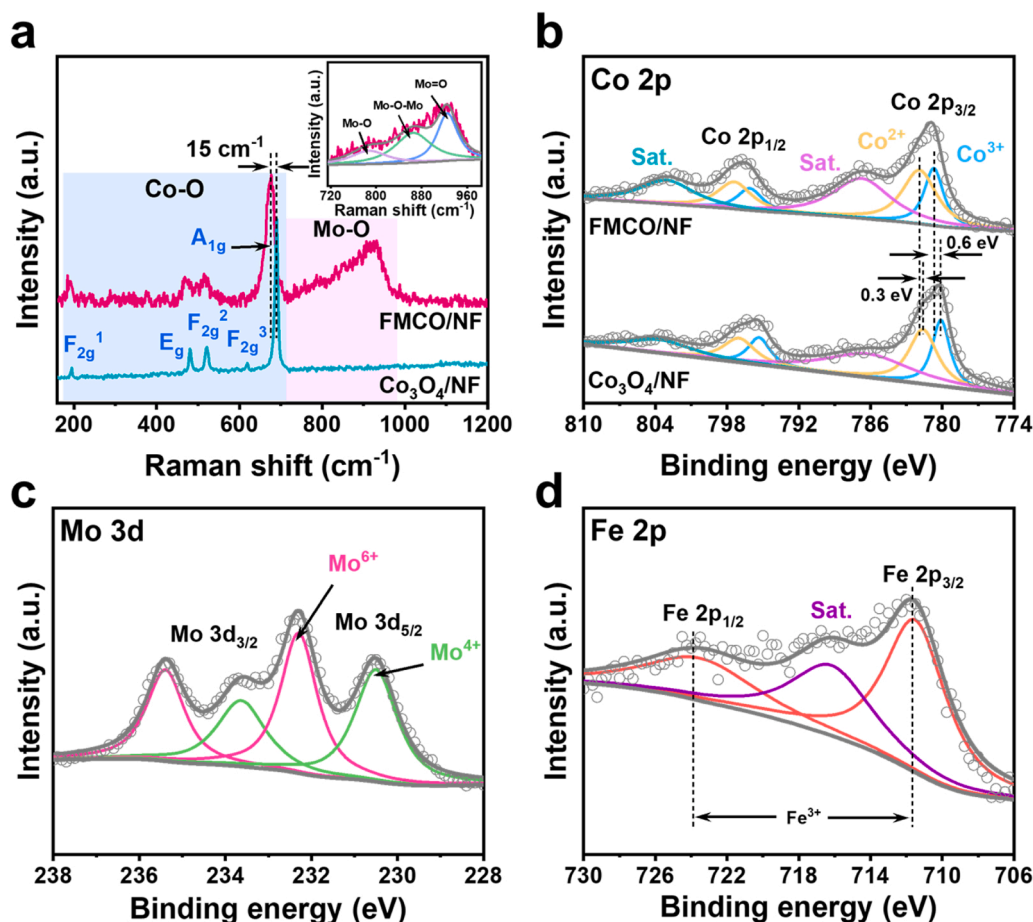 a
Intensity (a.u.)
15 cm⁻¹
Co-O
A₁g
F₂g¹
E_g
F₂g²
F₂g³
Mo-O
FMCO/NF
Co₃O₄/NF
200 400 600 800 1000 1200
Raman shift (cm⁻¹)
Intensity (a.u.)
Mo-O
Mo-O-Mo
Mo=O
720 800 880 960
Raman shift (cm⁻¹)
b
Intensity (a.u.)
Co 2p
Co 2p₁/₂
Co 2p₃/₂
Sat.
Sat.
Co²⁺
Co³⁺
FMCO/NF
0.6 eV
0.3 eV
Co₃O₄/NF
810 804 798 792 786 780 774
Binding energy (eV)
c
Intensity (a.u.)
Mo 3d
Mo⁶⁺
Mo 3d₃/₂
Mo 3d₅/₂
Mo⁴⁺
238 236 234 232 230 228
Binding energy (eV)
d
Intensity (a.u.)
Fe 2p
Fe 2p₁/₂
Sat.
Fe 2p₃/₂
Fe³⁺
730 726 722 718 714 710 706
Binding energy (eV)